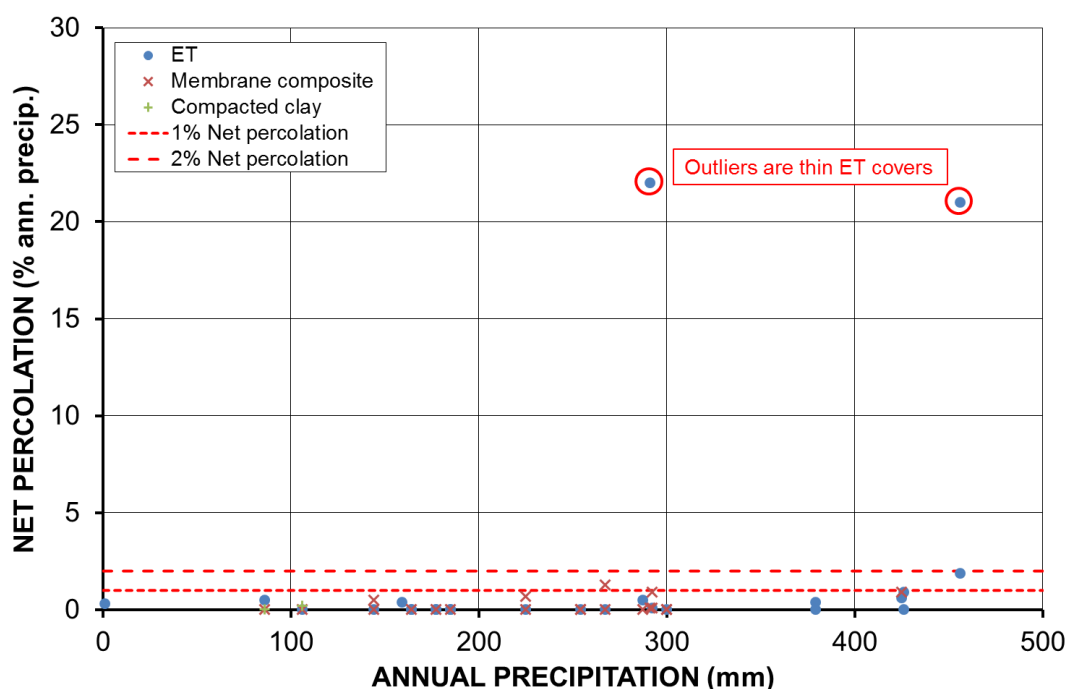 NET PERCOLATION (% ann. precip.)
30
25
20
15
10
5
0
ET
Membrane composite
Compacted clay
1% Net percolation
2% Net percolation
Outliers are thin ET covers
0 100 200 300 400 500
ANNUAL PRECIPITATION (mm)